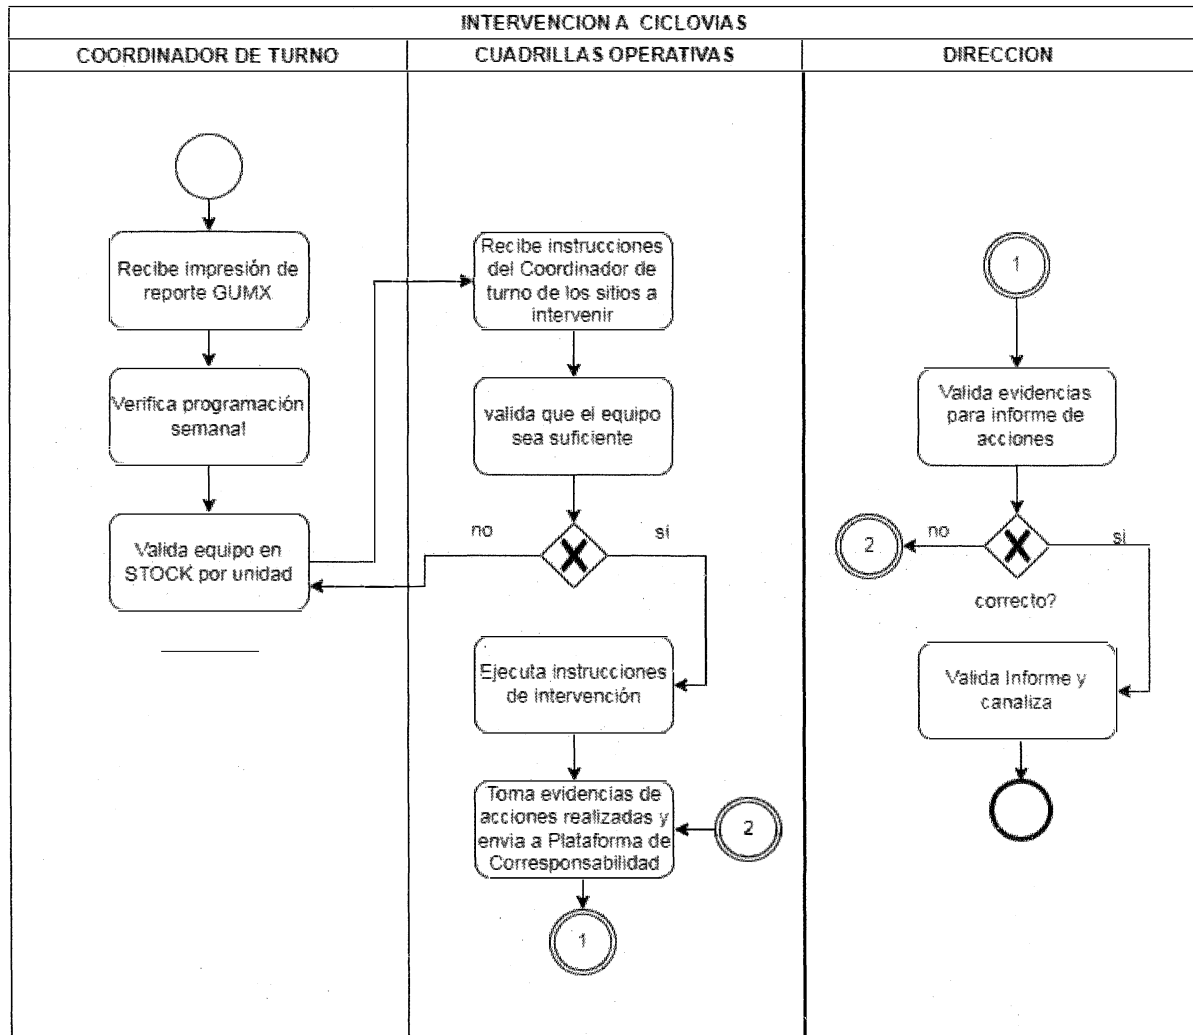 INTERVENCION A CICLOVIAS
COORDINADOR DE TURNO
CUADRILLAS OPERATIVAS
DIRECCION
Recibe impresión de
reporte GUMX
Verifica programación
semanal
Valida equipo en
STOCK por unidad
Recibe instrucciones
del Coordinador de
turno de los sitios a
intervenir
valida que el equipo
sea suficiente
no
si
Ejecuta instrucciones
de intervención
Toma evidencias de
acciones realizadas y
envia a Plataforma de
Corresponsabilidad
2
1
1
Valida evidencias
para informe de
acciones
2
no
si
correcto?
Valida Informe y
canaliza